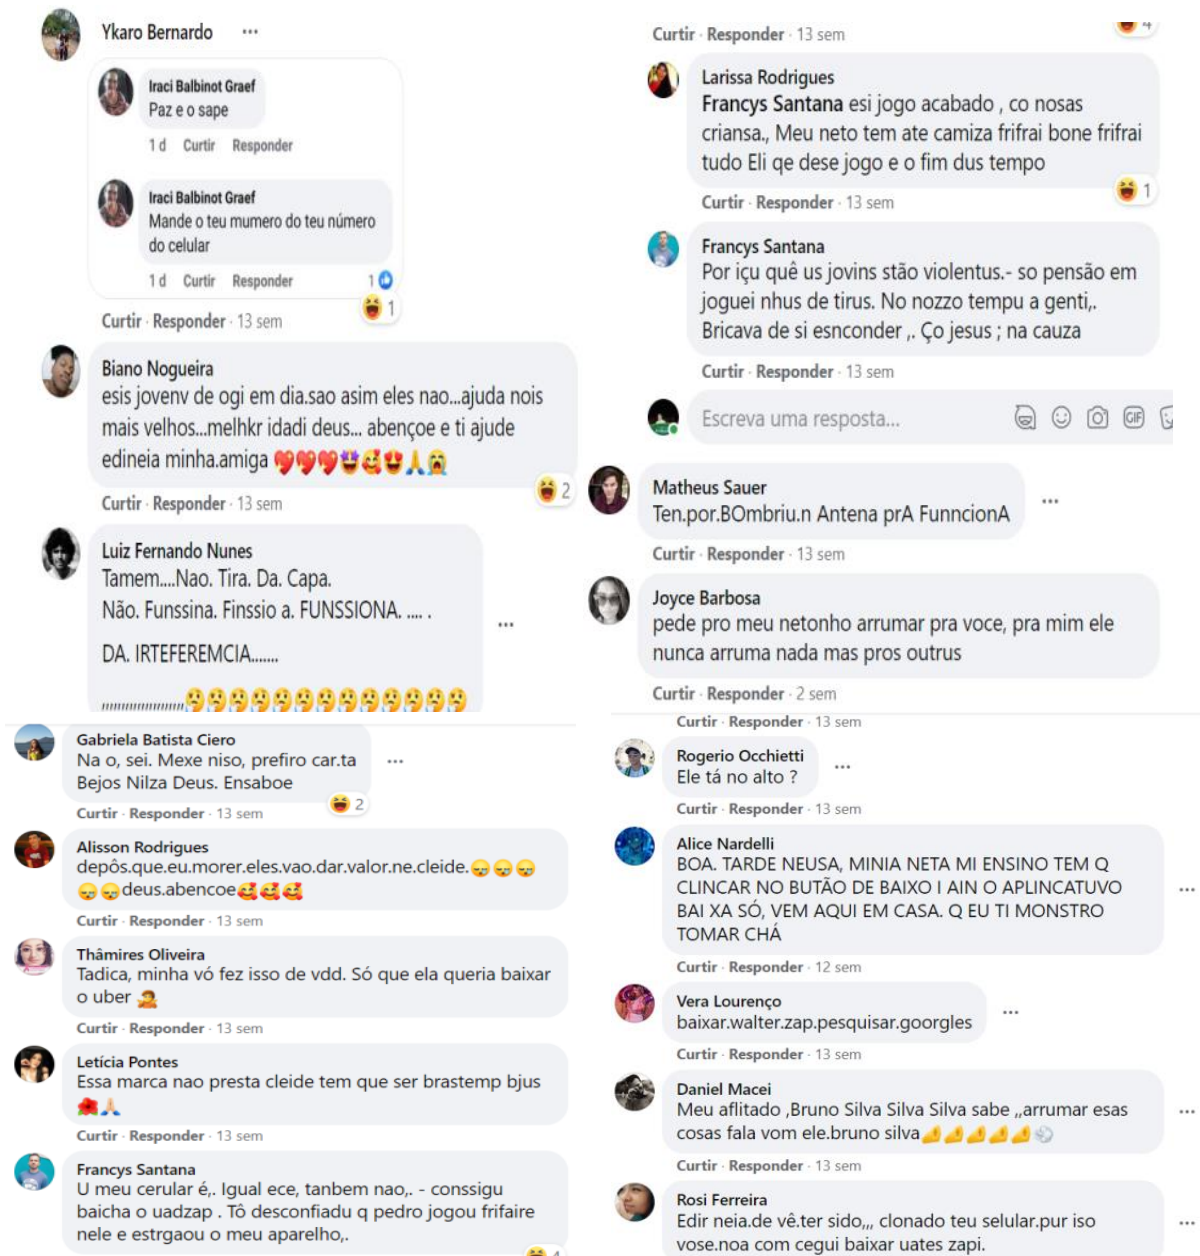 Ykaro Bernardo ...
Iraci Balbinot Graef
Paz e o sape
1 d Curtir Responder
Iraci Balbinot Graef
Mande o teu mumero do teu número
do celular
1 d Curtir Responder 1
1
Curtir · Responder · 13 sem
Biano Nogueira
esis jovenv de ogi em dia.sao asim eles nao...ajuda nois
mais velhos...melhkr idadi deus... abençoe e ti ajude
edineia minha.amiga 💖💖💖🤩🥰😍🙏😭
2
Curtir · Responder · 13 sem
Luiz Fernando Nunes
Tamem....Nao. Tira. Da. Capa.
Não. Funssina. Finssio a. FUNSSIONA. .... .
...
DA. IRTEFEREMCIA.......
,,,,,,,,,,,,,,,,,,,,,😢😢😢😢😢😢😢😢😢😢😢😢
Gabriela Batista Ciero
Na o, sei. Mexe niso, prefiro car.ta
...
Bejos Nilza Deus. Ensaboe
2
Curtir · Responder · 13 sem
Alisson Rodrigues
depôs.que.eu.morer.eles.vao.dar.valor.ne.cleide.😪😪😪
😪😪deus.abencoe🥰🥰🥰
Curtir · Responder · 13 sem
Thâmires Oliveira
Tadica, minha vó fez isso de vdd. Só que ela queria baixar
o uber 🤦
Curtir · Responder · 13 sem
Letícia Pontes
Essa marca nao presta cleide tem que ser brastemp bjus
🌺🙏🏻
Curtir · Responder · 13 sem
Francys Santana
U meu cerular é,. Igual ece, tanbem nao,. - conssigu
baicha o uadzap . Tô desconfiadu q pedro jogou frifaire
nele e estrgaou o meu aparelho,.
4
Curtir · Responder · 13 sem
4
Larissa Rodrigues
Francys Santana esi jogo acabado , co nosas
criansa., Meu neto tem ate camiza frifrai bone frifrai
tudo Eli qe dese jogo e o fim dus tempo
1
Curtir · Responder · 13 sem
Francys Santana
Por içu quê us jovins stão violentus.- so pensão em
joguei nhus de tirus. No nozzo tempu a genti,.
Bricava de si esnconder ,. Ço jesus ; na cauza
Curtir · Responder · 13 sem
Escreva uma resposta...
GIF
Matheus Sauer
Ten.por.BOmbriu.n Antena prA FunncionA
...
Curtir · Responder · 13 sem
Joyce Barbosa
pede pro meu netonho arrumar pra voce, pra mim ele
nunca arruma nada mas pros outrus
Curtir · Responder · 2 sem
Curtir · Responder · 13 sem
Rogerio Occhietti
Ele tá no alto ?
...
Curtir · Responder · 13 sem
Alice Nardelli
BOA. TARDE NEUSA, MINIA NETA MI ENSINO TEM Q
CLINCAR NO BUTÃO DE BAIXO I AIN O APLINCATUVO
BAI XA SÓ, VEM AQUI EM CASA. Q EU TI MONSTRO
TOMAR CHÁ
...
Curtir · Responder · 12 sem
Vera Lourenço
baixar.walter.zap.pesquisar.goorgles
...
Curtir · Responder · 13 sem
Daniel Macei
Meu aflitado ,Bruno Silva Silva Silva sabe ,,arrumar esas
cosas fala vom ele.bruno silva🤌🤌🤌🤌🤌💨
...
Curtir · Responder · 13 sem
Rosi Ferreira
Edir neia.de vê.ter sido,,, clonado teu selular.pur iso
vose.noa com cegui baixar uates zapi.
...